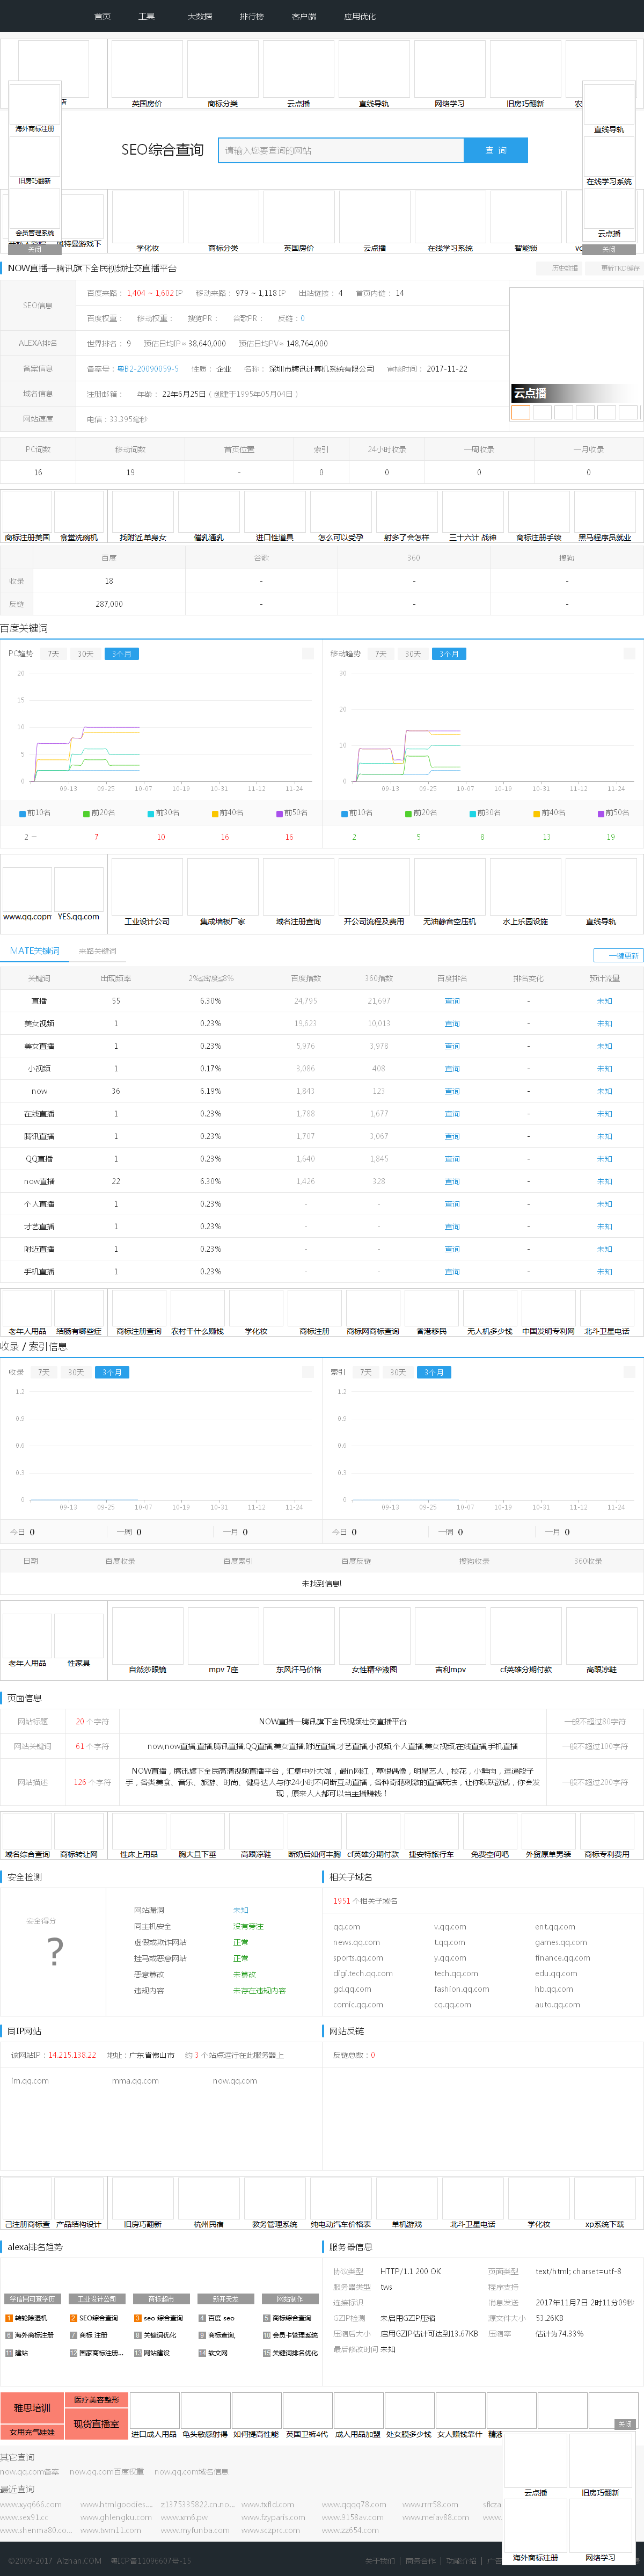 首页 工具 大数据 排行榜 客户端 应用优化
英国房价 商标分类 云点播 直线导轨 网络学习 旧房巧翻新
海外商标注册
旧房巧翻新
会员管理系统
关闭
直线导轨
在线学习系统
云点播
关闭
SEO综合查询 请输入您要查询的网站 查 询
学化妆 商标分类 英国房价 云点播 在线学习系统 智能锁
NOW直播—腾讯旗下全民视频社交直播平台 历史数据 更新TKD/缓存
SEO信息 百度来路： 1,404 ~ 1,602 IP 移动来路： 979 ~ 1,118 IP 出站链接： 4 首页内链： 14
百度权重： 移动权重： 搜狗PR： 谷歌PR： 反链：0
ALEXA排名 世界排名： 9 预估日均IP≈ 38,640,000 预估日均PV≈ 148,764,000
备案信息 备案号：粤B2-20090059-5 性质： 企业 名称： 深圳市腾讯计算机系统有限公司 审核时间： 2017-11-22
域名信息 注册邮箱： 年龄： 22年6月25日（创建于1995年05月04日）
网站速度 电信：33.395毫秒
云点播
PC词数 移动词数 首页位置 索引 24小时收录 一周收录 一月收录
16 19 - 0 0 0 0
商标注册美国 食堂洗碗机 找附近,单身女 催乳通乳 进口性道具 怎么可以受孕 射多了会怎样 三十六计 战神 商标注册手续 黑马程序员就业
百度 谷歌 360 搜狗
收录 18 - - -
反链 287,000 - - -
百度关键词
PC趋势 7天 30天 3个月
20
15
10
5
0
09-13 09-25 10-07 10-19 10-31 11-12 11-24
前10名 前20名 前30名 前40名 前50名
2 － 7 10 16 16
移动趋势 7天 30天 3个月
30
20
10
0
09-13 09-25 10-07 10-19 10-31 11-12 11-24
前10名 前20名 前30名 前40名 前50名
2 5 8 13 19
www.qq.com YES.qq.com 工业设计公司 集成墙板厂家 域名注册查询 开公司流程及费用 无油静音空压机 水上乐园设施 直线导轨
MATE关键词 来路关键词 一键更新
关键词 出现频率 2%≦密度≦8% 百度指数 360指数 百度排名 排名变化 预计流量
直播 55 6.30% 24,795 21,697 查询 - 未知
美女视频 1 0.23% 19,623 10,013 查询 - 未知
美女直播 1 0.23% 5,976 3,978 查询 - 未知
小视频 1 0.17% 3,086 408 查询 - 未知
now 36 6.19% 1,843 123 查询 - 未知
在线直播 1 0.23% 1,788 1,677 查询 - 未知
腾讯直播 1 0.23% 1,707 3,067 查询 - 未知
QQ直播 1 0.23% 1,640 1,845 查询 - 未知
now直播 22 6.30% 1,426 328 查询 - 未知
个人直播 1 0.23% - - 查询 - 未知
才艺直播 1 0.23% - - 查询 - 未知
附近直播 1 0.23% - - 查询 - 未知
手机直播 1 0.23% - - 查询 - 未知
老年人用品 结肠有哪些症 商标注册查询 农村干什么赚钱 学化妆 商标注册 商标网商标查询 香港移民 无人机多少钱 中国发明专利网 北斗卫星电话
收录 / 索引信息
收录 7天 30天 3个月
1.2
0.9
0.6
0.3
0
09-13 09-25 10-07 10-19 10-31 11-12 11-24
今日 0 一周 0 一月 0
索引 7天 30天 3个月
1.2
0.9
0.6
0.3
0
09-13 09-25 10-07 10-19 10-31 11-12 11-24
今日 0 一周 0 一月 0
日期 百度收录 百度索引 百度反链 搜狗收录 360收录
未找到信息!
老年人用品 性家具 自然莎眼镜 mpv 7座 东风汗马价格 女性精华液图 吉利mpv cf英雄分期付款 高跟凉鞋
页面信息
网站标题 20 个字符 NOW直播—腾讯旗下全民视频社交直播平台 一般不超过80字符
网站关键词 61 个字符 now,now直播,直播,腾讯直播,QQ直播,美女直播,附近直播,才艺直播,小视频,个人直播,美女视频,在线直播,手机直播 一般不超过100字符
网站描述 126 个字符 NOW直播，腾讯旗下全民高清视频直播平台，汇集中外大咖，最in网红，草根偶像，明星艺人，校花，小鲜肉，逗逼段子
手，各类美食、音乐、旅游、时尚、健身达人与你24小时不间断互动直播，各种奇葩刺激的直播玩法，让你跃跃欲试，你会发
现，原来人人都可以当主播赚钱！ 一般不超过200字符
域名综合查询 商标转让网 性床上用品 胸大且下垂 高跟凉鞋 断奶后如何丰胸 cf英雄分期付款 捷安特旅行车 免费空间吧 外贸原单男装 商标专利费用
安全检测
安全得分
?
网站漏洞 未知
同主机安全 没有旁注
虚假或欺诈网站 正常
挂马或恶意网站 正常
恶意篡改 未篡改
违规内容 未存在违规内容
相关子域名
1951 个相关子域名
qq.com v.qq.com ent.qq.com
news.qq.com t.qq.com games.qq.com
sports.qq.com y.qq.com finance.qq.com
digi.tech.qq.com tech.qq.com edu.qq.com
gd.qq.com fashion.qq.com hb.qq.com
comic.qq.com cq.qq.com auto.qq.com
同IP网站
该网站IP：14.215.138.22 地址：广东省佛山市 约 3 个站点运行在此服务器上
im.qq.com mma.qq.com now.qq.com
网站反链
反链总数：0
己注册商标查 产品结构设计 旧房巧翻新 杭州民宿 教务管理系统 纯电动汽车价格表 单机游戏 北斗卫星电话 学化妆 xp系统下载
alexa排名趋势
学信网可查学历 工业设计公司 商标超市 新开天龙 网站制作
1 转轮除湿机 2 SEO综合查询 3 seo 综合查询 4 百度 seo 5 商标综合查询
6 海外商标注册 7 商标 注册 8 关键词优化 9 商标查询, 10 会员卡管理系统
11 建站 12 国家商标注册... 13 网站建设 14 软文网 15 关键词排名优化
服务器信息
协议类型 HTTP/1.1 200 OK 页面类型 text/html; charset=utf-8
服务器类型 tws 程序支持
连接标识 消息发送 2017年11月7日 2时11分09秒
GZIP检测 未启用GZIP压缩 源文件大小 53.26KB
压缩后大小 启用GZIP估计可达到13.67KB 压缩率 估计为74.33%
最后修改时间 未知
雅思培训 医疗美容整形
女用充气娃娃 现货直播室
进口成人用品 龟头敏感射得 如何提高性能 英国卫裤4代 成人用品加盟 处女膜多少钱 女人赚钱靠什
关闭
云点播 旧房巧翻新
海外商标注册 网络学习
其它查询
now.qq.com备案 now.qq.com百度权重 now.qq.com域名信息
最近查询
www.xyq666.com www.htmlgoodies.... z1375335822.cn.no... www.txfid.com www.qqqq78.com www.rrrr58.com
www.sex91.cc www.ghlengku.com www.xm6.pw www.fzyparis.com www.9158av.com www.meiav88.com
www.shenma80.co... www.twm11.com www.myfunba.com www.sczprc.com www.zz654.com
©2009-2017 Aizhan.COM 粤ICP备11096607号-15 关于我们 | 商务合作 | 功能介绍 |